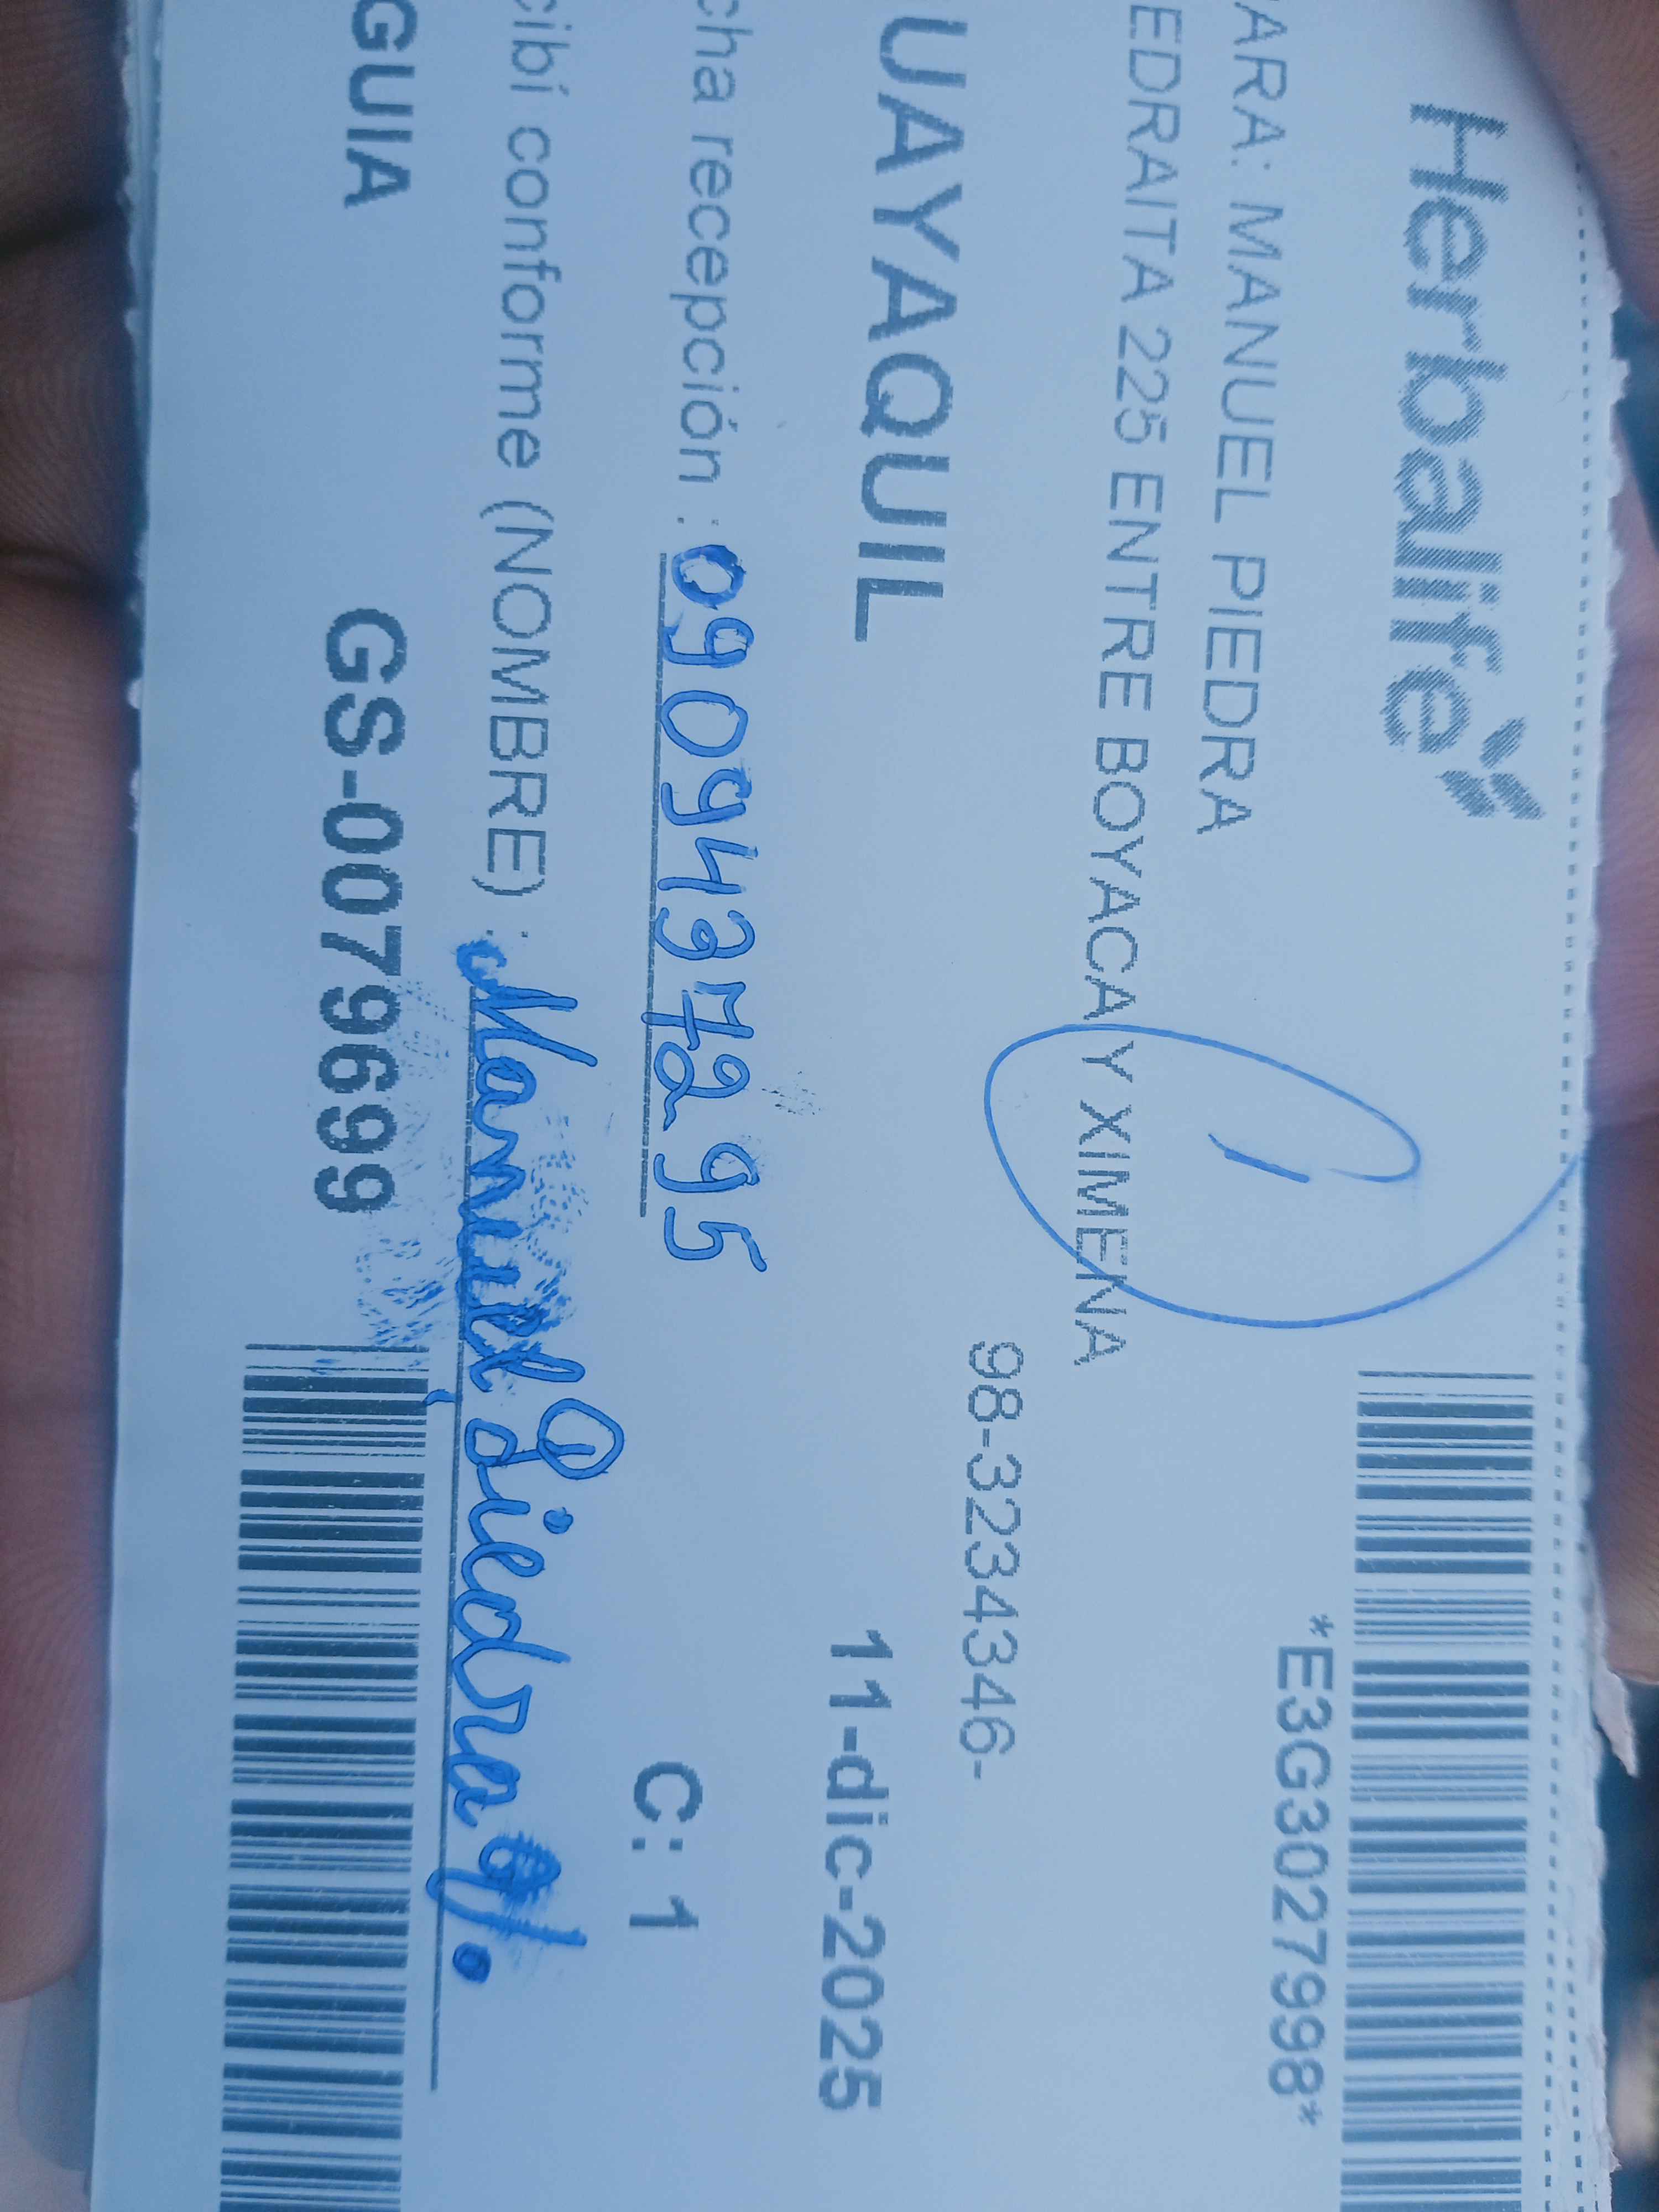 Herbalife
*E3G3027998*
ARA: MANUEL PIEDRA
EDRAITA 225 ENTRE BOYACA Y XIMENA
98-3234346-
UAYAQUIL 11-dic-2025
cha recepción : 0909437295
C: 1
cibí conforme (NOMBRE) : Manuel Piedra
GUIA GS-0079699